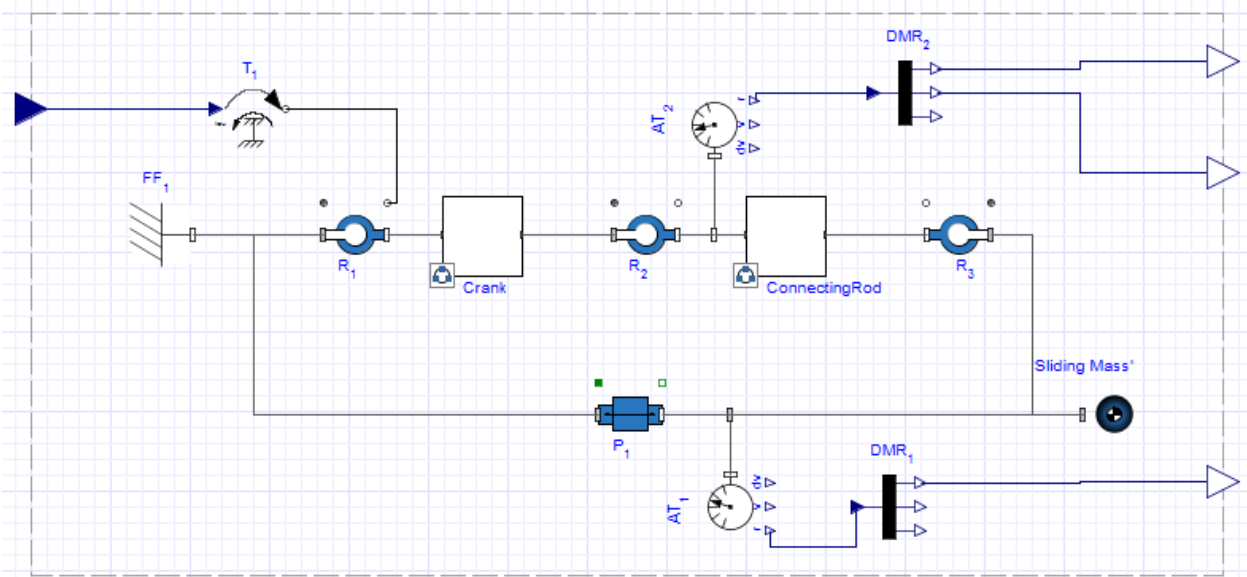 DMR₂
T₁
AT₂
r
v
FF₁
R₁
R₂
R₃
Crank
ConnectingRod
Sliding Mass'
P₁
DMR₁
AT₁
v
r